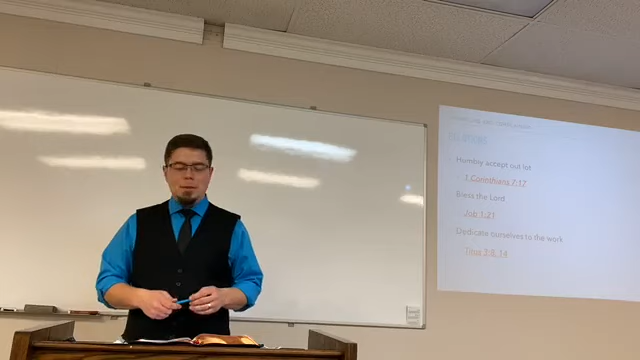 Humbly accept out lot
1 Corinthians 7:17
Bless the Lord
Job 1:21
Dedicate ourselves to the work
Titus 3:8, 14